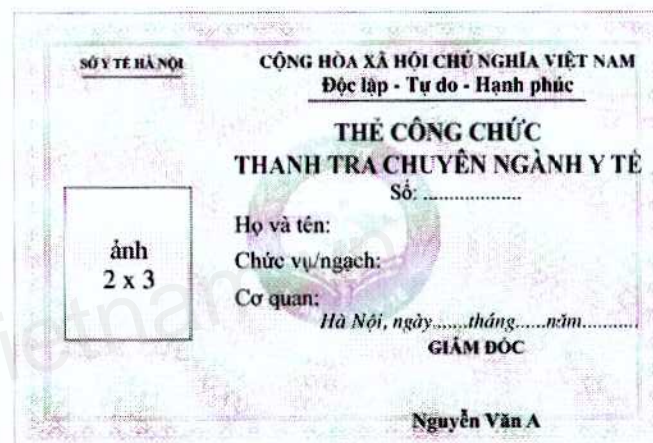 SỞ Y TẾ HÀ NỘI
CỘNG HÒA XÃ HỘI CHỦ NGHĨA VIỆT NAM
Độc lập - Tự do - Hạnh phúc
THẺ CÔNG CHỨC
THANH TRA CHUYÊN NGÀNH Y TẾ
Số: ...................
ảnh
2 x 3
Họ và tên:
Chức vụ/ngạch:
Cơ quan:
Hà Nội, ngày.......tháng......năm...........
GIÁM ĐỐC
Nguyễn Văn A